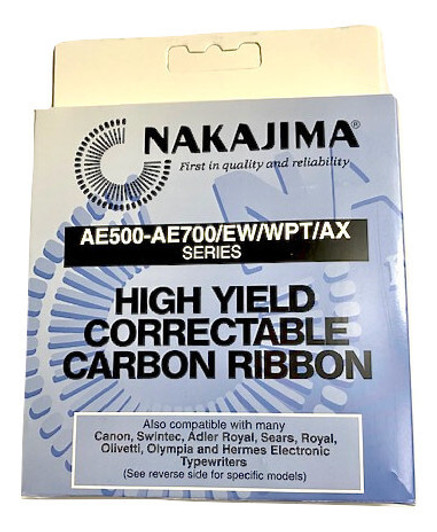 NAKAJIMA®
First in quality and reliability
AE500-AE700/EW/WPT/AX
SERIES
HIGH YIELD
CORRECTABLE
CARBON RIBBON
Also compatible with many
Canon, Swintec, Adler Royal, Sears, Royal,
Olivetti, Olympia and Hermes Electronic
Typewriters
(See reverse side for specific models)